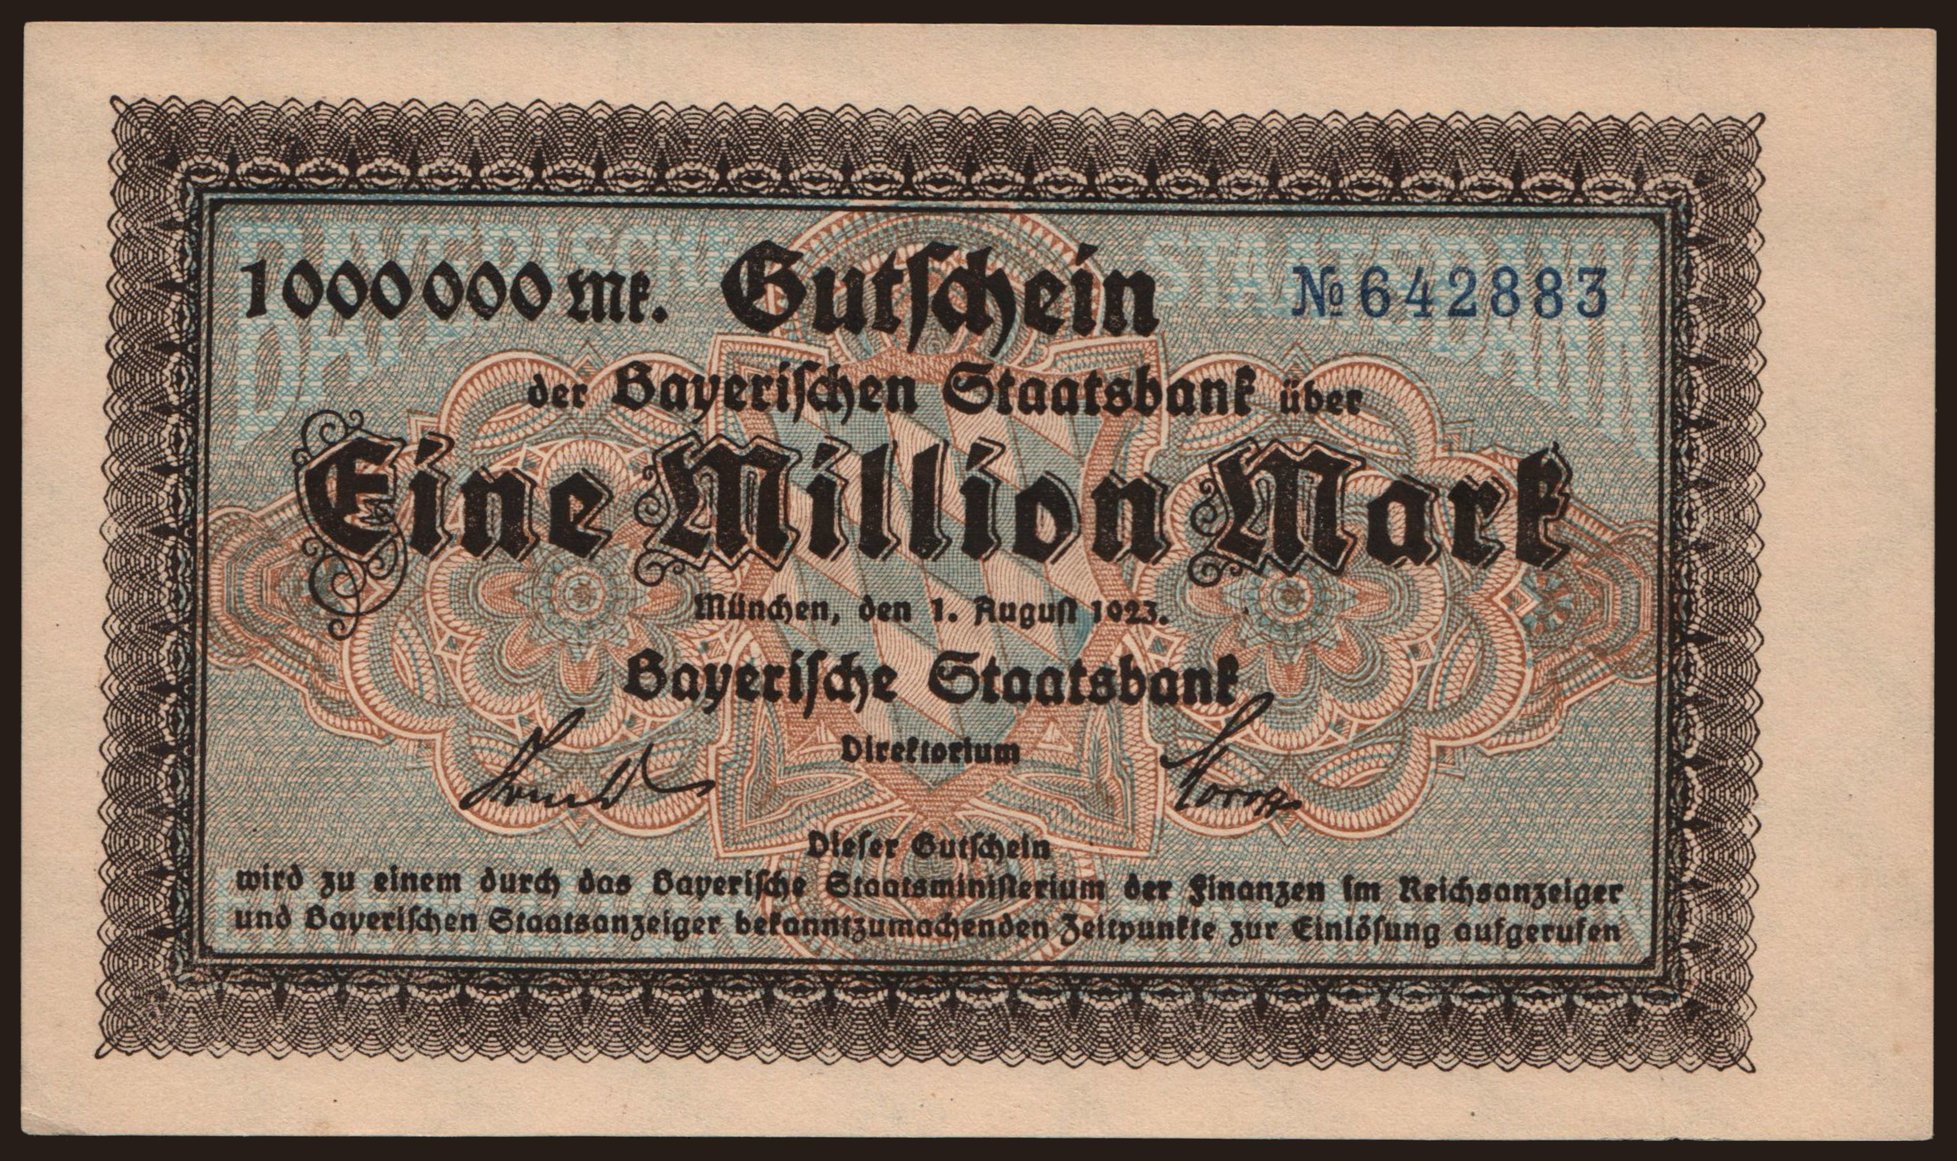 1000000 Mk. Gutschein № 642883
der Bayerischen Staatsbank über
Eine Million Mark
München, den 1. August 1923.
Bayerische Staatsbank
Direktorium
Dieser Gutschein
wird zu einem durch das Bayerische Staatsministerium der Finanzen im Reichsanzeiger
und Bayerischen Staatsanzeiger bekanntzumachenden Zeitpunkte zur Einlösung aufgerufen